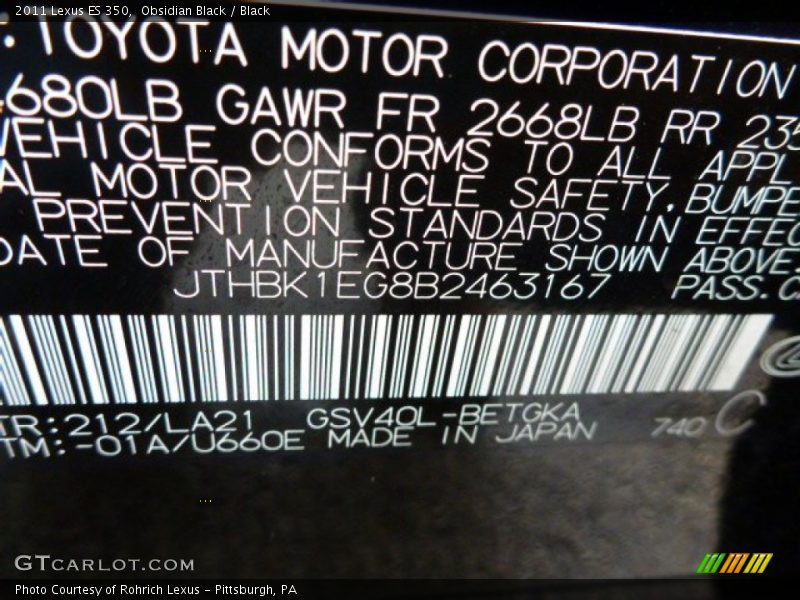 2011 Lexus ES 350,  Obsidian Black / Black
TOYOTA MOTOR CORPORATION
680LB GAWR FR 2668LB RR 235
VEHICLE CONFORMS TO ALL APPL
AL MOTOR VEHICLE SAFETY, BUMPE
PREVENTION STANDARDS IN EFFEC
DATE OF MANUFACTURE SHOWN ABOVE.
JTHBK1EG8B2463167 PASS.C
TR:212/LA21 GSV40L-BETGKA
TM:-01A/U660E MADE IN JAPAN 740 C
GTCARLOT.COM
Photo Courtesy of Rohrich Lexus - Pittsburgh, PA